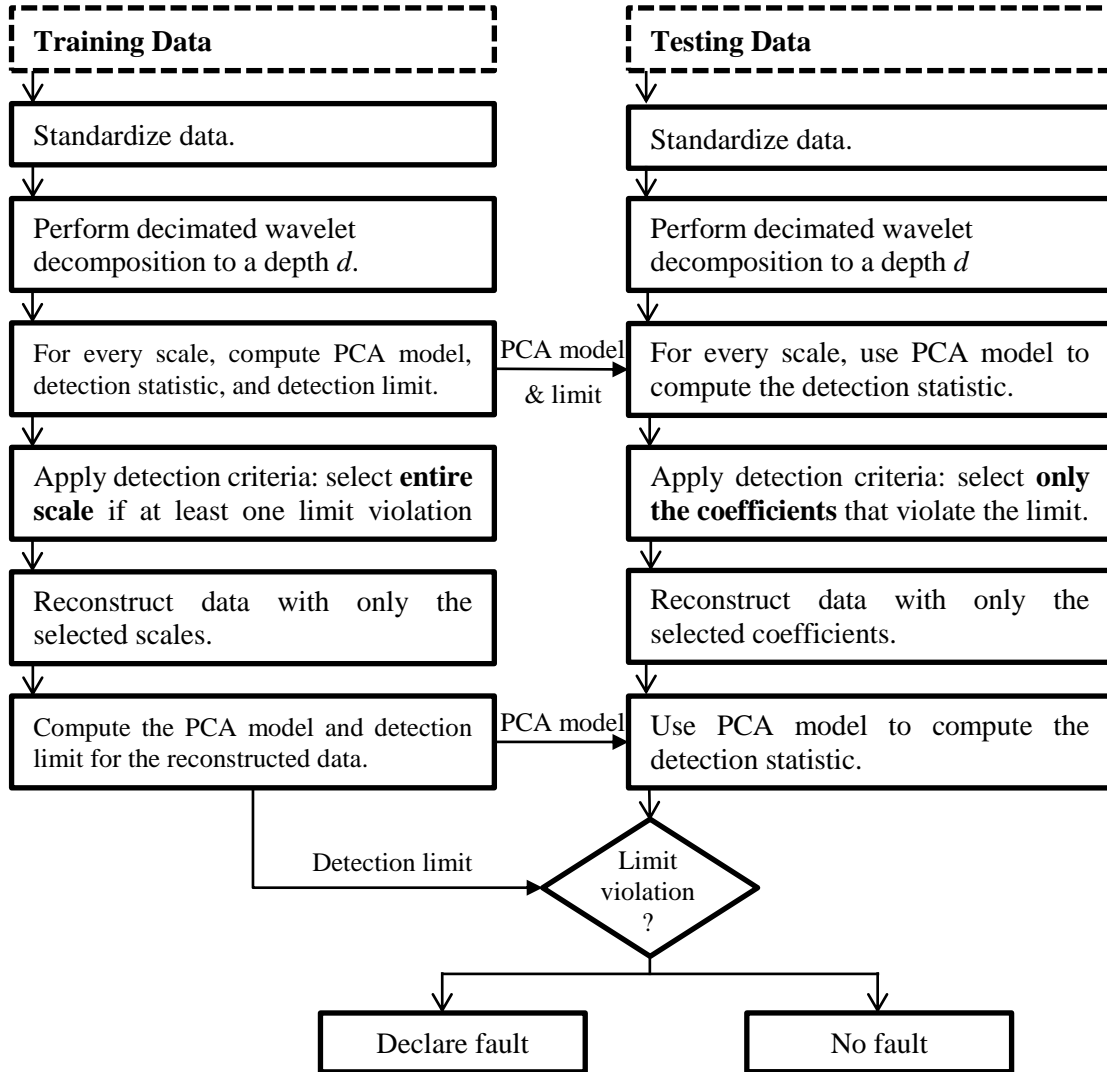 Training Data
Standardize data.
Perform decimated wavelet
decomposition to a depth d.
For every scale, compute PCA model,
detection statistic, and detection limit.
Apply detection criteria: select entire
scale if at least one limit violation
Reconstruct data with only the
selected scales.
Compute the PCA model and detection
limit for the reconstructed data.
PCA model
& limit
PCA model
Detection limit
Testing Data
Standardize data.
Perform decimated wavelet
decomposition to a depth d
For every scale, use PCA model to
compute the detection statistic.
Apply detection criteria: select only
the coefficients that violate the limit.
Reconstruct data with only the
selected coefficients.
Use PCA model to compute the
detection statistic.
Limit
violation
?
Declare fault
No fault